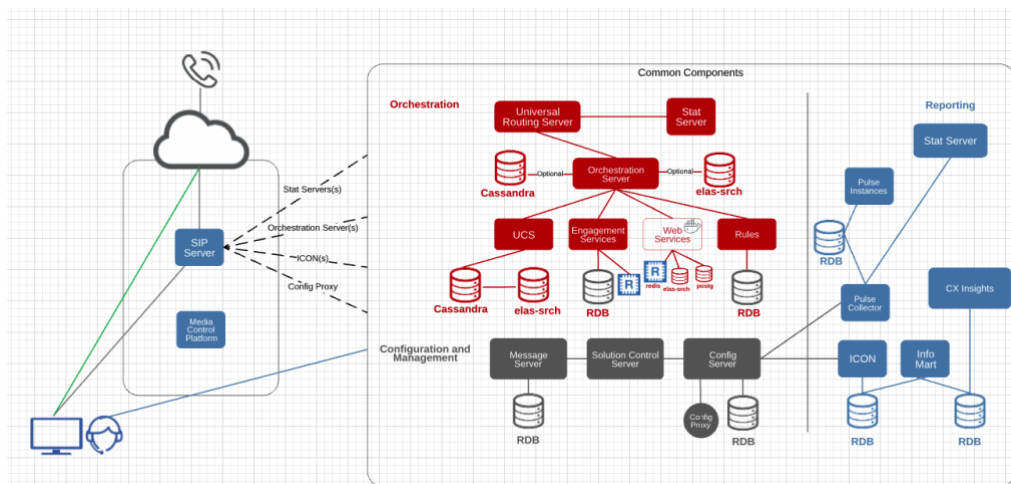 Common Components
Orchestration
Reporting
Universal
Routing Server
Stat
Server
Stat Server
Stat Servers(s)
Orchestration Server(s)
ICON(s)
Config Proxy
SIP
Server
Media
Control
Platform
Cassandra
Optional
Orchestration
Server
Optional
elas-srch
Pulse
Instances
UCS
Engagement
Services
Web
Services
Rules
RDB
Cassandra
elas-srch
RDB
R
R
redis
elas-srch
postg
RDB
Pulse
Collector
CX Insights
Configuration and
Management
Message
Server
Solution Control
Server
Config
Server
ICON
Info
Mart
RDB
Config
Proxy
RDB
RDB
RDB